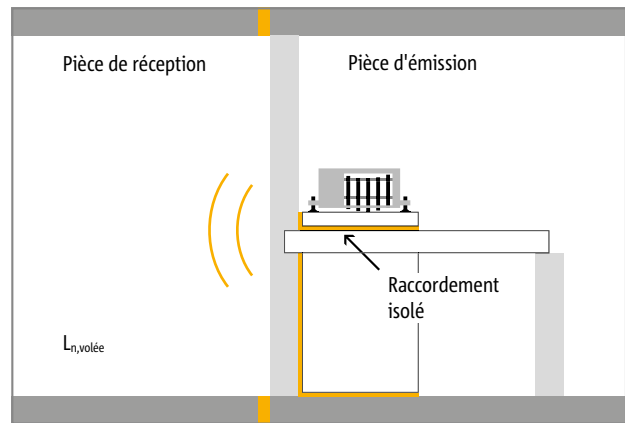 Pièce de réception
Pièce d'émission
Raccordement
isolé
Ln,volée